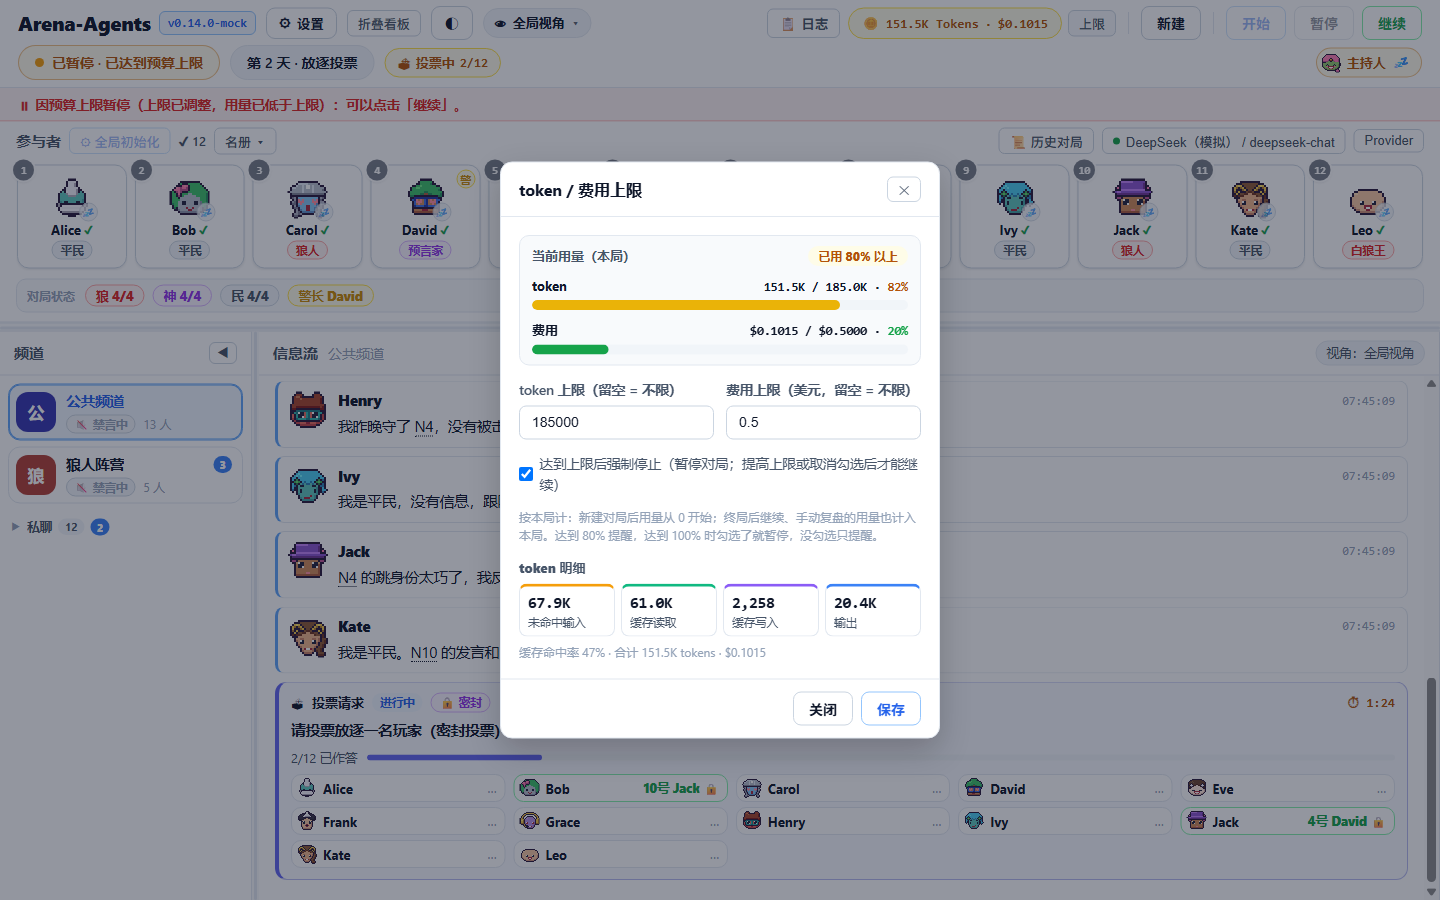 Arena-Agents v0.14.0-mock 设置 折叠看板 全局视角 日志 151.5K Tokens · $0.1015 上限 新建 开始 暂停 继续
已暂停 · 已达到预算上限 第 2 天 · 放逐投票 投票中 2/12 主持人
因预算上限暂停（上限已调整，用量已低于上限）：可以点击「继续」。
参与者 全局初始化 ✓ 12 名册 历史对局 DeepSeek（模拟） / deepseek-chat Provider
1 2 3 4 5 9 10 11 12
警
Alice ✓ Bob ✓ Carol ✓ David ✓ Ivy ✓ Jack ✓ Kate ✓ Leo ✓
平民 平民 狼人 预言家 平民 狼人 平民 白狼王
对局状态 狼 4/4 神 4/4 民 4/4 警长 David
频道
公 公共频道
禁言中 13 人
狼 狼人阵营 3
禁言中 5 人
私聊 12 2
信息流 公共频道 视角：全局视角
Henry 07:45:09
我昨晚守了 N4，没有被击
Ivy 07:45:09
我是平民，没有信息，跟
Jack 07:45:09
N4 的跳身份太巧了，我反
Kate 07:45:09
我是平民。N10 的发言和
投票请求 进行中 密封 1:24
请投票放逐一名玩家（密封投票）
2/12 已作答
Alice ... Bob 10号 Jack Carol ... David ... Eve ...
Frank ... Grace ... Henry ... Ivy ... Jack 4号 David
Kate ... Leo ...
token / 费用上限
当前用量（本局） 已用 80% 以上
token 151.5K / 185.0K · 82%
费用 $0.1015 / $0.5000 · 20%
token 上限（留空 = 不限） 费用上限（美元，留空 = 不限）
185000 0.5
达到上限后强制停止（暂停对局；提高上限或取消勾选后才能继
续）
按本局计：新建对局后用量从 0 开始；终局后继续、手动复盘的用量也计入
本局。达到 80% 提醒，达到 100% 时勾选了就暂停，没勾选只提醒。
token 明细
67.9K 61.0K 2,258 20.4K
未命中输入 缓存读取 缓存写入 输出
缓存命中率 47% · 合计 151.5K tokens · $0.1015
关闭 保存